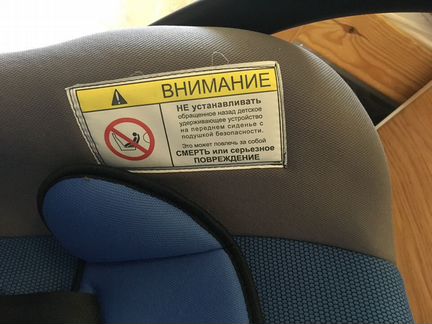 ВНИМАНИЕ
НЕ устанавливать
обращенное назад детское
удерживающее устройство
на переднем сиденье с
подушкой безопасности.
Это может повлечь за собой
СМЕРТЬ или серьезное
ПОВРЕЖДЕНИЕ